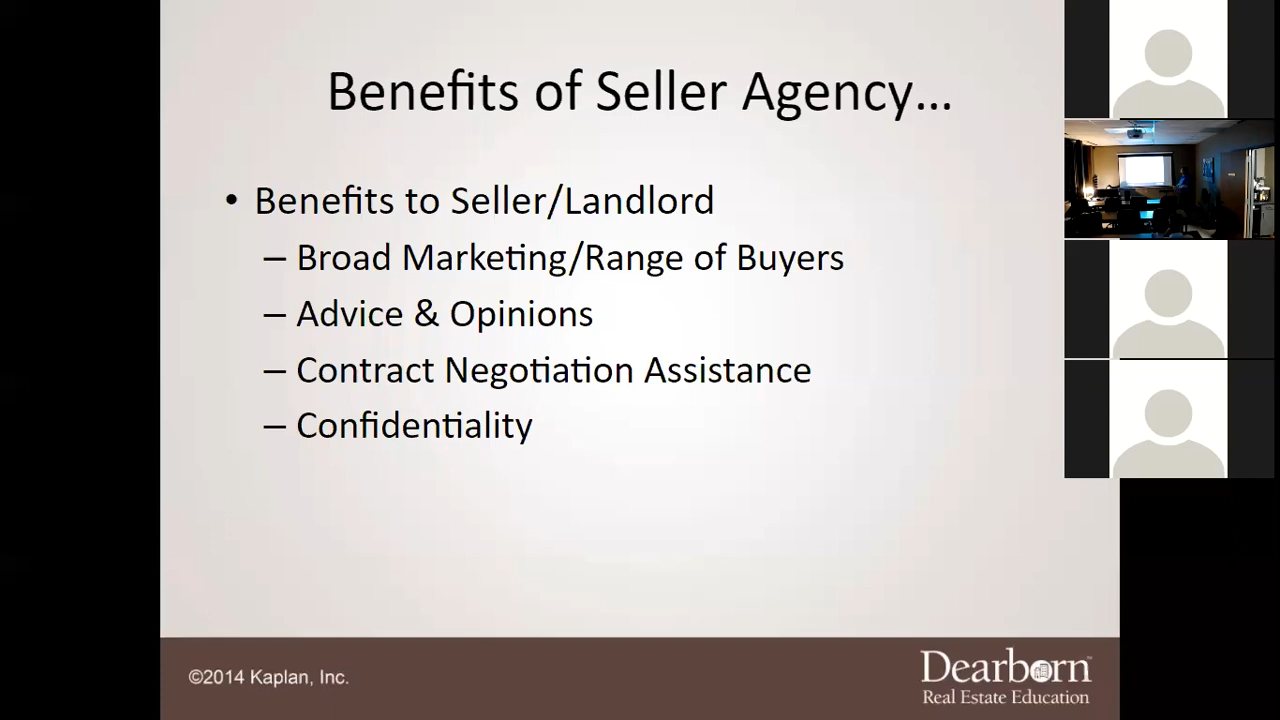 Benefits of Seller Agency...
• Benefits to Seller/Landlord
– Broad Marketing/Range of Buyers
– Advice & Opinions
– Contract Negotiation Assistance
– Confidentiality
©2014 Kaplan, Inc.
Dearborn™
Real Estate Education